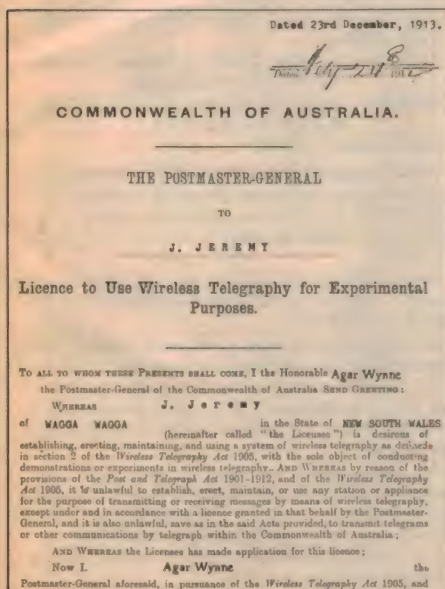 Dated 23rd December, 1913.
COMMONWEALTH OF AUSTRALIA.
THE POSTMASTER-GENERAL
TO
J. JEREMY
Licence to Use Wireless Telegraphy for Experimental
Purposes.
TO ALL TO WHOM THESE PRESENTS SHALL COME, I the Honorable Agar Wynne
the Postmaster-General of the Commonwealth of Australia SEND GREETING:
WHEREAS J. Jeremy
of WAGGA WAGGA in the State of NEW SOUTH WALES
(hereinafter called "the Licensee") is desirous of
establishing, erecting, maintaining, and using a system of wireless telegraphy as defined
in section 2 of the Wireless Telegraphy Act 1905, with the sole object of conducting
demonstrations or experiments in wireless telegraphy. AND WHEREAS by reason of the
provisions of the Post and Telegraph Act 1901-1912, and of the Wireless Telegraphy
Act 1905, it is unlawful to establish, erect, maintain, or use any station or appliance
for the purpose of transmitting or receiving messages by means of wireless telegraphy,
except under and in accordance with a licence granted in that behalf by the Postmaster-
General, and it is also unlawful, save as in the said Acts provided, to transmit telegrams
or other communications by telegraph within the Commonwealth of Australia;
AND WHEREAS the Licensee has made application for this licence;
Now I, Agar Wynne the
Postmaster-General aforesaid, in pursuance of the Wireless Telegraphy Act 1905, and